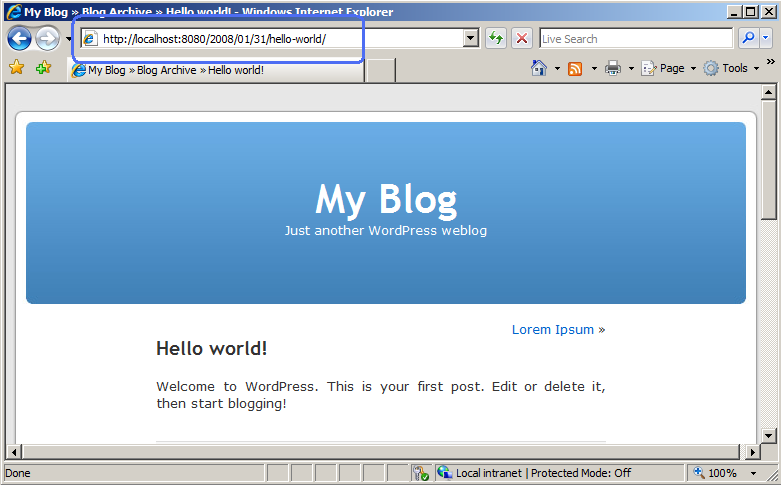 My Blog » Blog Archive » Hello world! - Windows Internet Explorer
http://localhost:8080/2008/01/31/hello-world/
Live Search
My Blog » Blog Archive » Hello world!
Page
Tools
»
My Blog
Just another WordPress weblog
Lorem Ipsum »
Hello world!
Welcome to WordPress. This is your first post. Edit or delete it,
then start blogging!
Done
Local intranet | Protected Mode: Off
100%